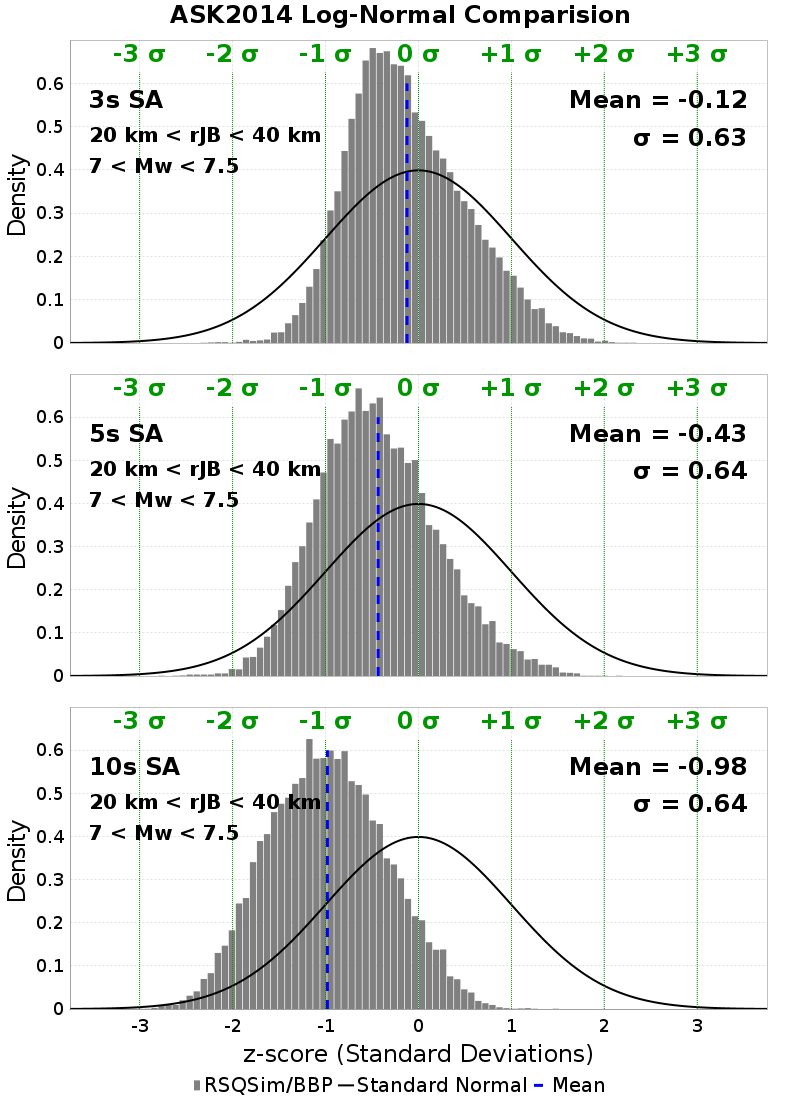 ASK2014 Log-Normal Comparision
-3 σ -2 σ -1 σ 0 σ +1 σ +2 σ +3 σ
3s SA
20 km < rJB < 40 km
7 < Mw < 7.5
Mean = -0.12
σ = 0.63
Density
0.6
0.5
0.4
0.3
0.2
0.1
0
-3 σ -2 σ -1 σ 0 σ +1 σ +2 σ +3 σ
5s SA
20 km < rJB < 40 km
7 < Mw < 7.5
Mean = -0.43
σ = 0.64
Density
0.6
0.5
0.4
0.3
0.2
0.1
0
-3 σ -2 σ -1 σ 0 σ +1 σ +2 σ +3 σ
10s SA
20 km < rJB < 40 km
7 < Mw < 7.5
Mean = -0.98
σ = 0.64
Density
0.6
0.5
0.4
0.3
0.2
0.1
0
-3 -2 -1 0 1 2 3
z-score (Standard Deviations)
RSQSim/BBP Standard Normal Mean